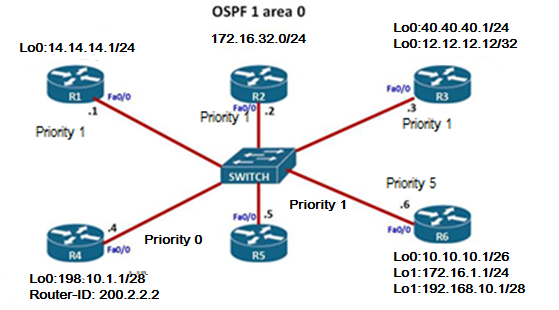 OSPF 1 area 0
172.16.32.0/24
Lo0:14.14.14.1/24
Lo0:40.40.40.1/24
Lo0:12.12.12.12/32
R1
Fa0/0
.1
Priority 1
R2
Fa0/0
.2
Priority 1
R3
Fa0/0
.3
Priority 1
SWITCH
Priority 5
Priority 1
.4
R4
Fa0/0
Priority 0
.5
Fa0/0
R5
.6
Fa0/0
R6
Lo0:198.10.1.1/28
Router-ID: 200.2.2.2
Lo0:10.10.10.1/26
Lo1:172.16.1.1/24
Lo1:192.168.10.1/28